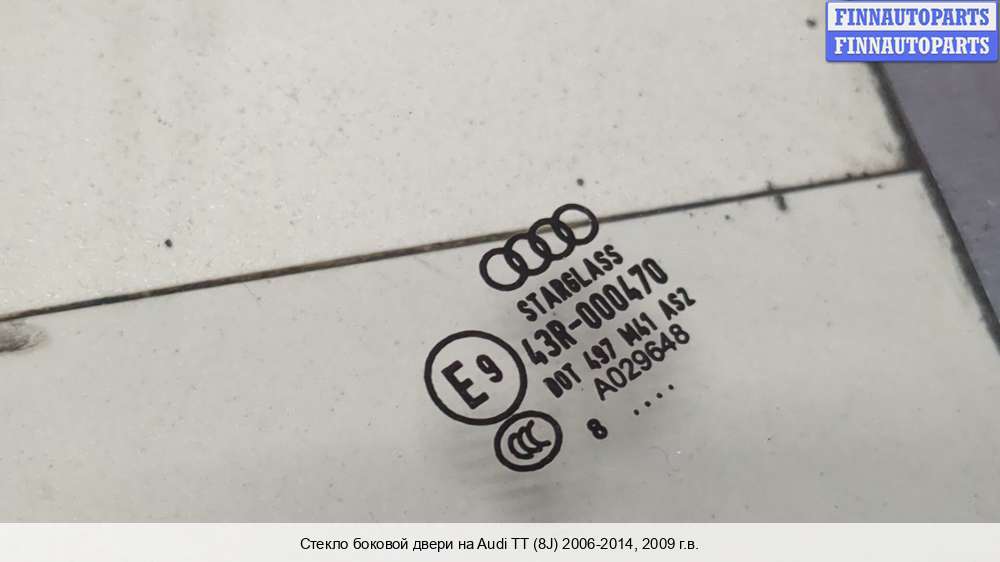 FINNAUTOPARTS
FINNAUTOPARTS
STARGLASS
43R-000470
E9
DOT 497 M41 AS2
A029648
CCC
8 ....
Стекло боковой двери на Audi TT (8J) 2006-2014, 2009 г.в.